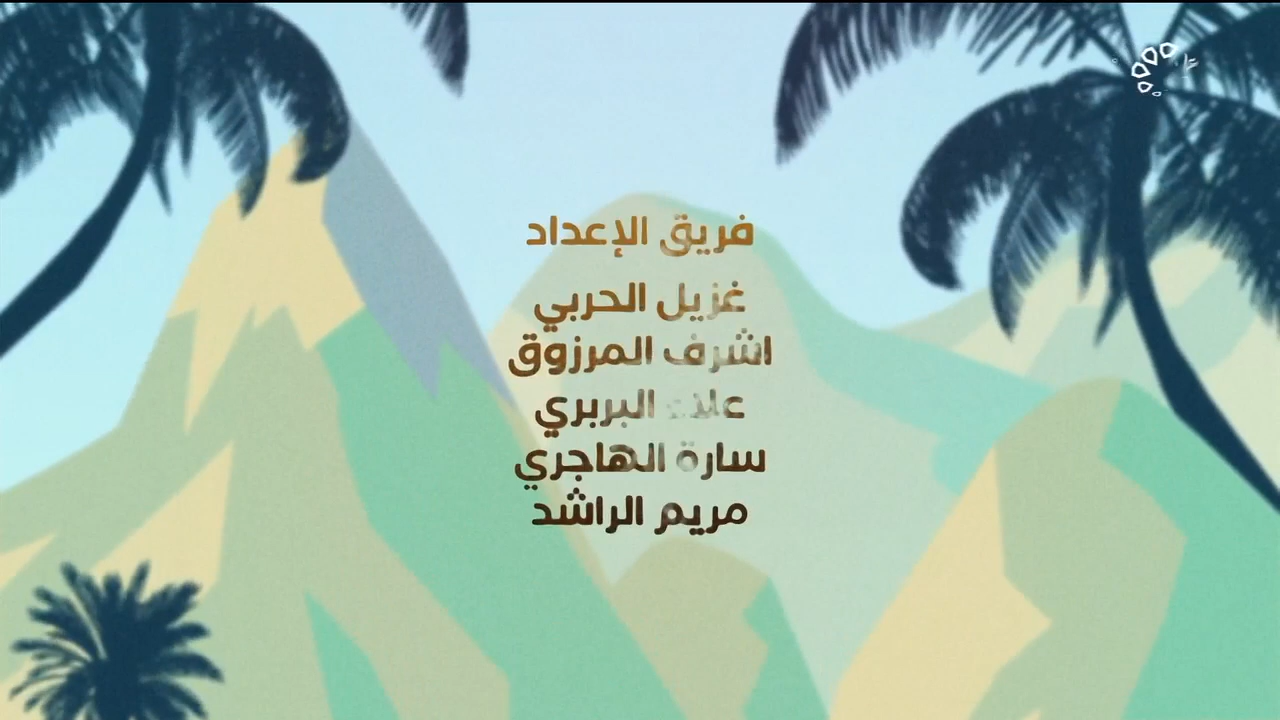 فريق الإعداد
غزيل الحربي
اشرف المرزوق
علاء البربري
سارة الهاجري
مريم الراشد